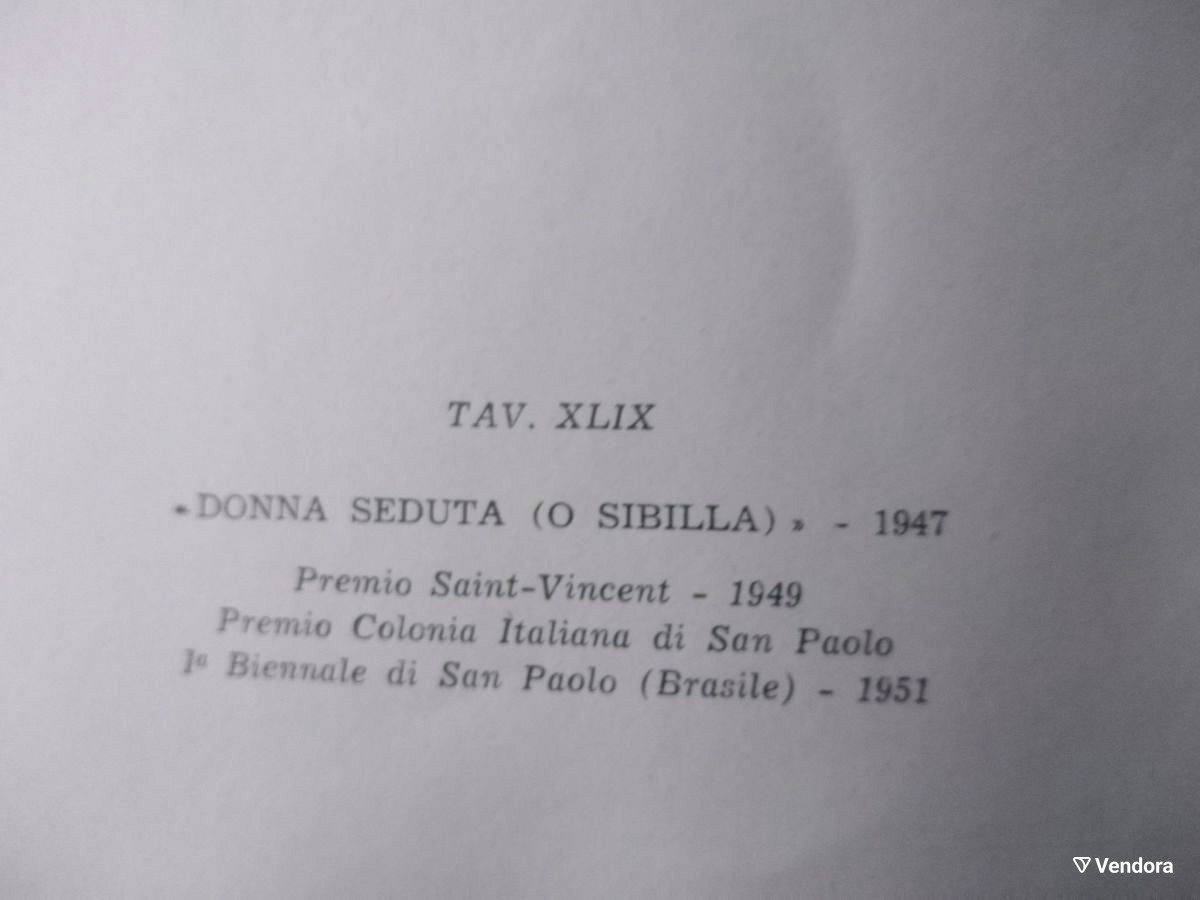 TAV. XLIX
« DONNA SEDUTA (O SIBILLA) » - 1947
Premio Saint-Vincent - 1949
Premio Colonia Italiana di San Paolo
1ª Biennale di San Paolo (Brasile) - 1951
Vendora